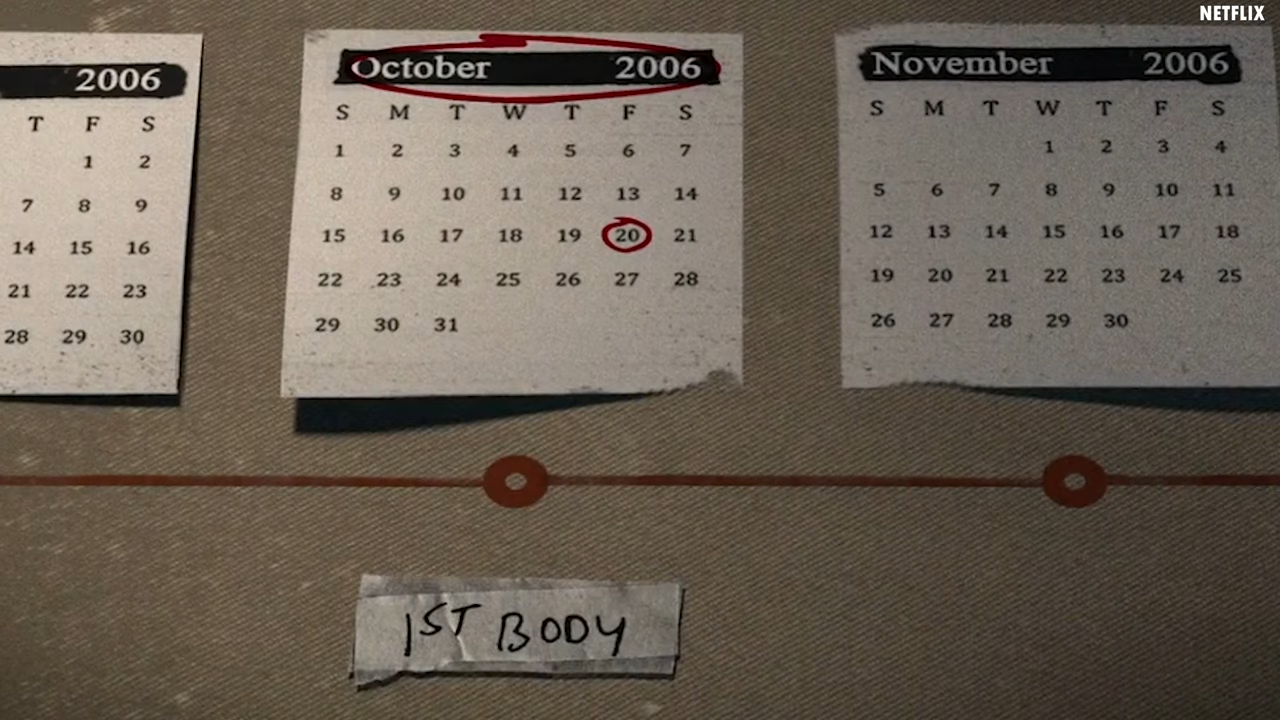 NETFLIX
2006
T F S
1 2
7 8 9
14 15 16
21 22 23
28 29 30
October 2006
S M T W T F S
1 2 3 4 5 6 7
8 9 10 11 12 13 14
15 16 17 18 19 20 21
22 23 24 25 26 27 28
29 30 31
November 2006
S M T W T F S
1 2 3 4
5 6 7 8 9 10 11
12 13 14 15 16 17 18
19 20 21 22 23 24 25
26 27 28 29 30
1ST BODY